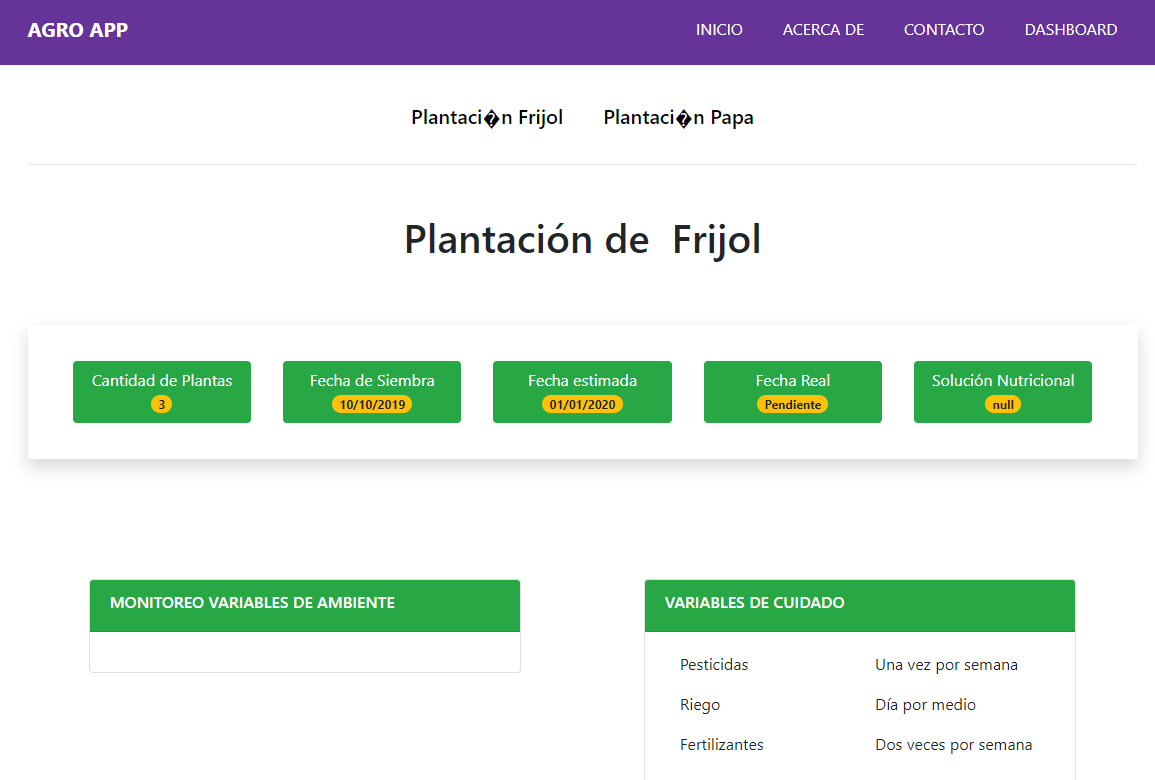 AGRO APP INICIO ACERCA DE CONTACTO DASHBOARD
Plantaci�n Frijol Plantaci�n Papa
Plantación de Frijol
Cantidad de Plantas Fecha de Siembra Fecha estimada Fecha Real Solución Nutricional
3 10/10/2019 01/01/2020 Pendiente null
MONITOREO VARIABLES DE AMBIENTE VARIABLES DE CUIDADO
Pesticidas Una vez por semana
Riego Día por medio
Fertilizantes Dos veces por semana